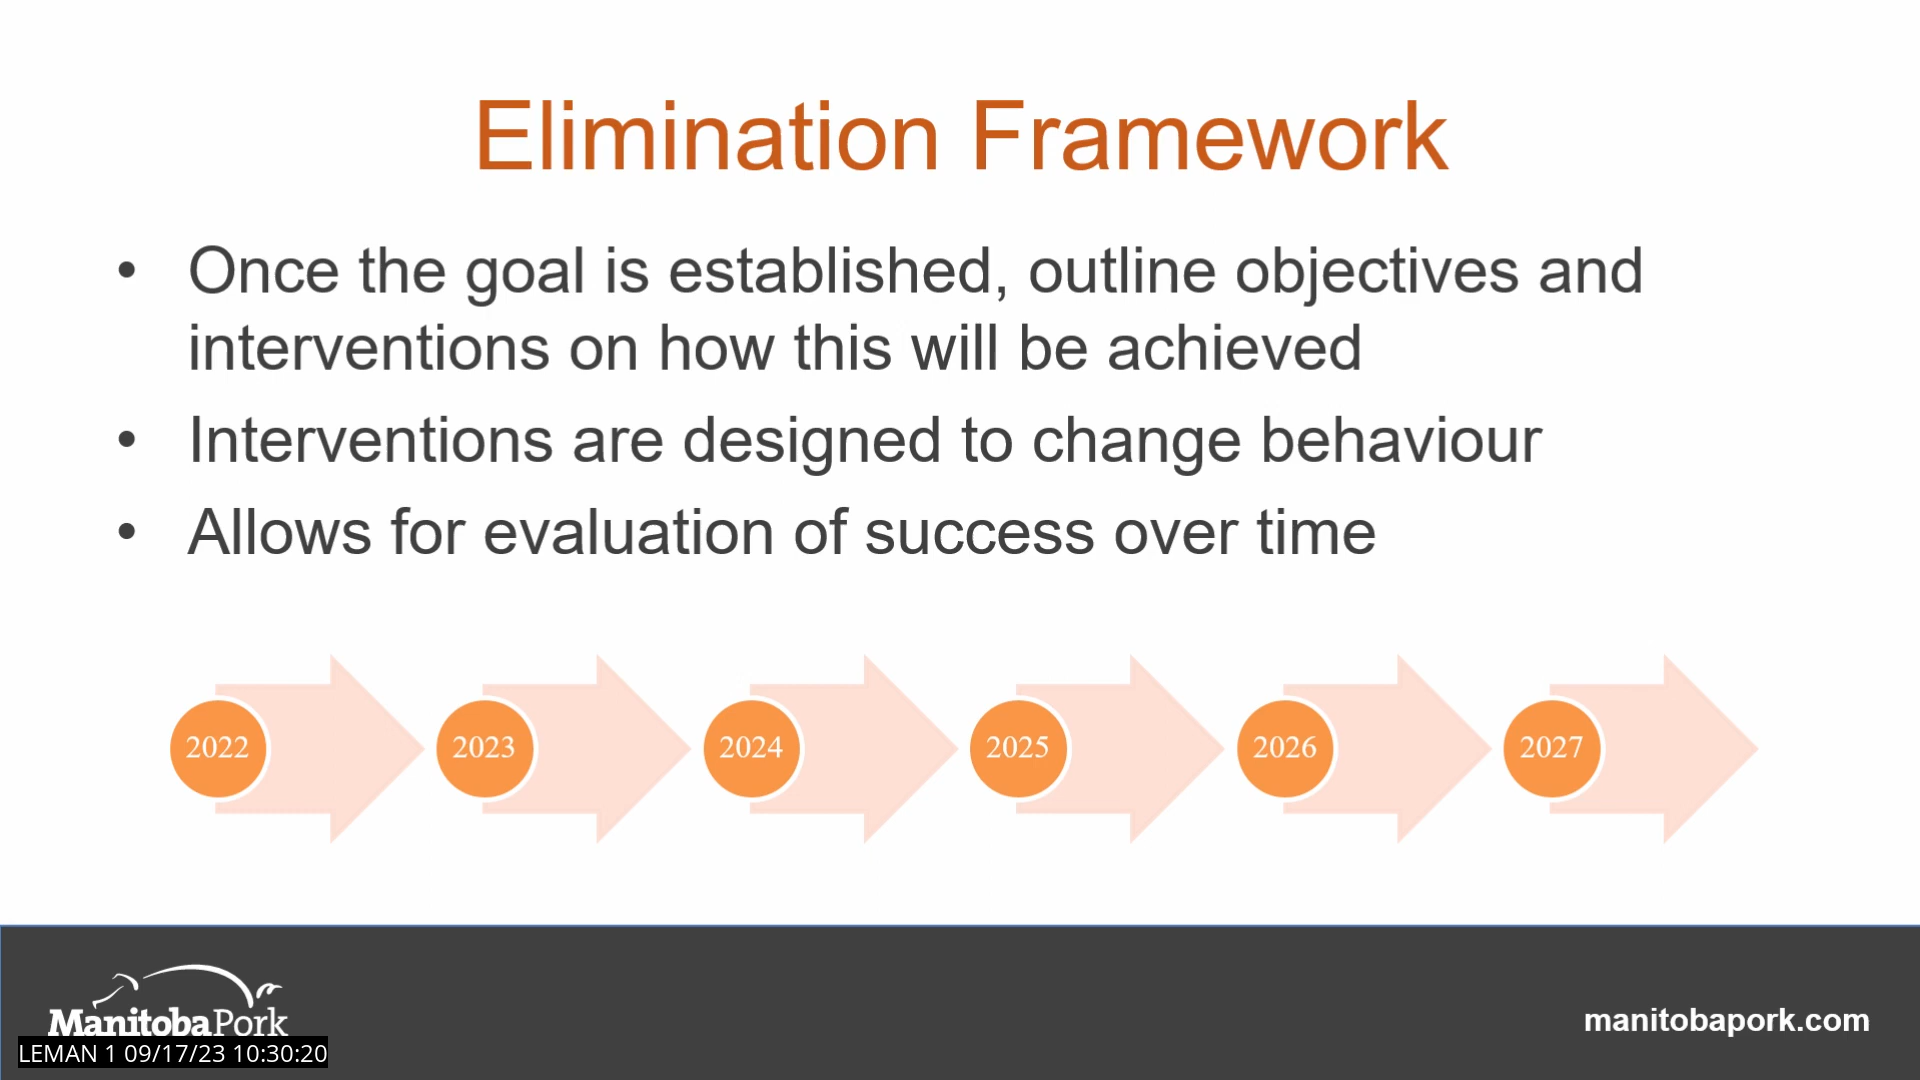 Elimination Framework
• Once the goal is established, outline objectives and
interventions on how this will be achieved
• Interventions are designed to change behaviour
• Allows for evaluation of success over time
2022 2023 2024 2025 2026 2027
ManitobaPork
manitobapork.com
LEMAN 1 09/17/23 10:30:20